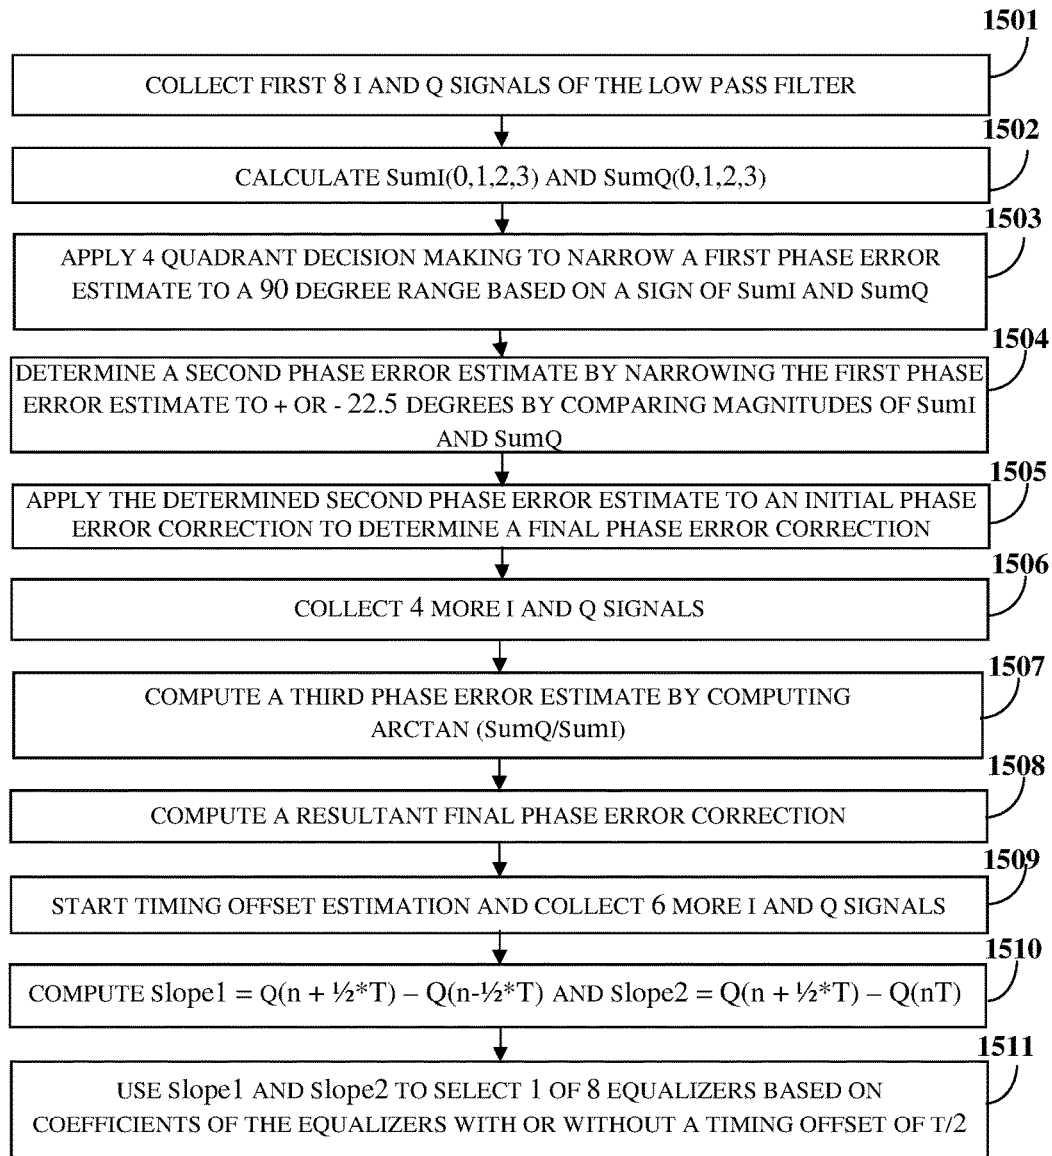 1501
COLLECT FIRST 8 I AND Q SIGNALS OF THE LOW PASS FILTER
1502
CALCULATE SumI(0,1,2,3) AND SumQ(0,1,2,3)
1503
APPLY 4 QUADRANT DECISION MAKING TO NARROW A FIRST PHASE ERROR
ESTIMATE TO A 90 DEGREE RANGE BASED ON A SIGN OF SumI AND SumQ
1504
DETERMINE A SECOND PHASE ERROR ESTIMATE BY NARROWING THE FIRST PHASE
ERROR ESTIMATE TO + OR - 22.5 DEGREES BY COMPARING MAGNITUDES OF SumI
AND SumQ
1505
APPLY THE DETERMINED SECOND PHASE ERROR ESTIMATE TO AN INITIAL PHASE
ERROR CORRECTION TO DETERMINE A FINAL PHASE ERROR CORRECTION
1506
COLLECT 4 MORE I AND Q SIGNALS
1507
COMPUTE A THIRD PHASE ERROR ESTIMATE BY COMPUTING
ARCTAN (SumQ/SumI)
1508
COMPUTE A RESULTANT FINAL PHASE ERROR CORRECTION
1509
START TIMING OFFSET ESTIMATION AND COLLECT 6 MORE I AND Q SIGNALS
1510
COMPUTE Slope1 = Q(n + ½*T) – Q(n-½*T) AND Slope2 = Q(n + ½*T) – Q(nT)
1511
USE Slope1 AND Slope2 TO SELECT 1 OF 8 EQUALIZERS BASED ON
COEFFICIENTS OF THE EQUALIZERS WITH OR WITHOUT A TIMING OFFSET OF T/2